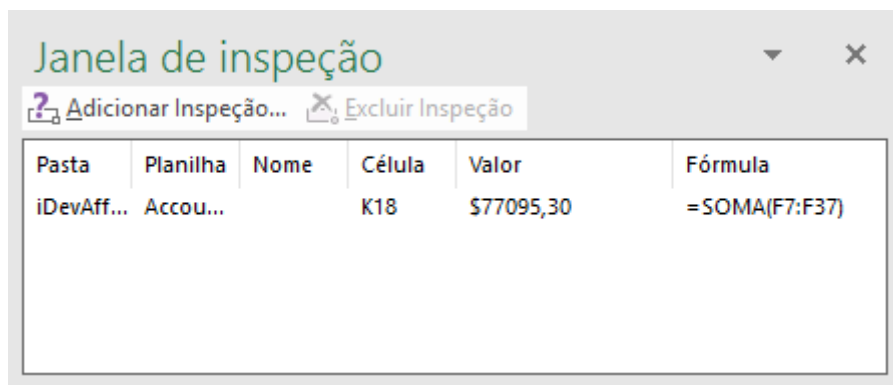 Janela de inspeção
Adicionar Inspeção... Excluir Inspeção
Pasta Planilha Nome Célula Valor Fórmula
iDevAff... Accou... K18 $77095,30 =SOMA(F7:F37)